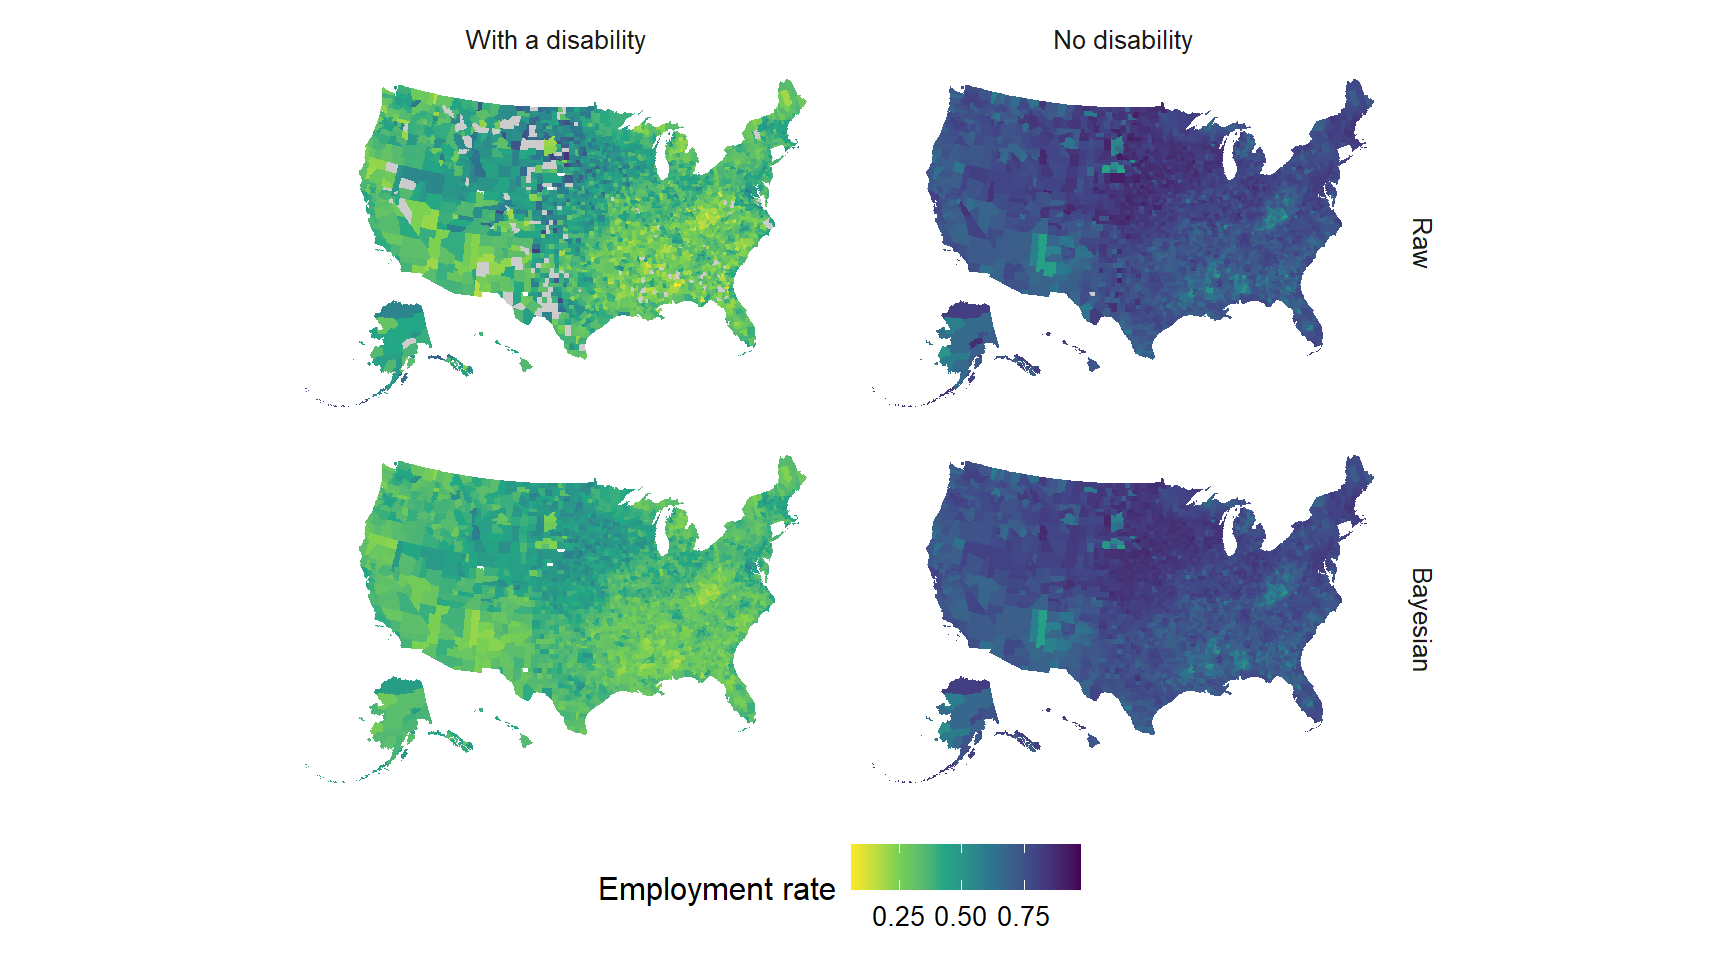 With a disability
No disability
Raw
Bayesian
Employment rate
0.25 0.50 0.75